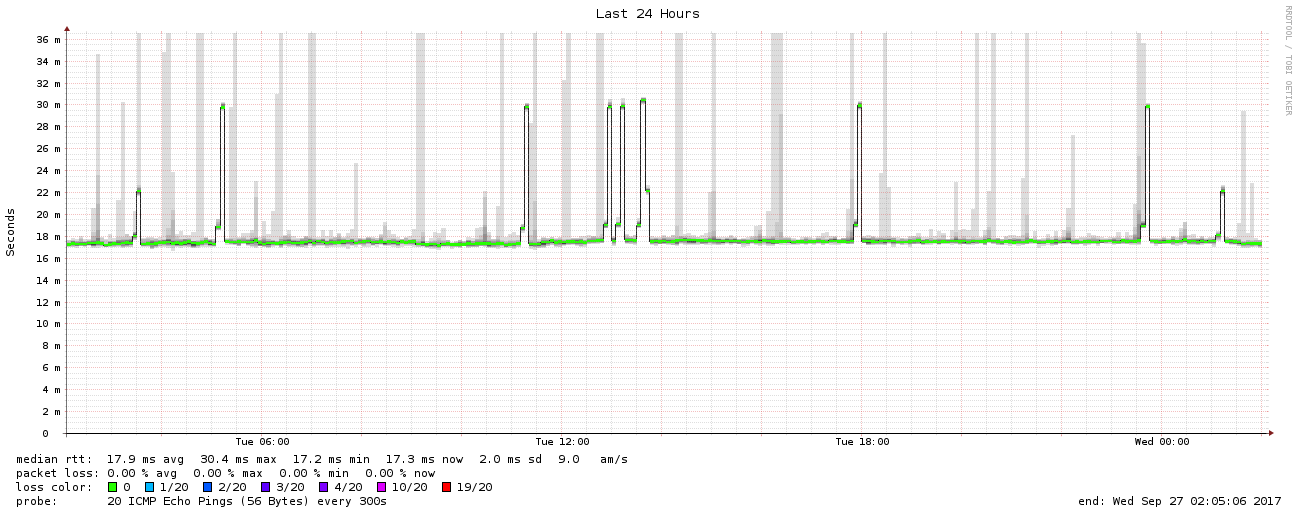 Last 24 Hours
RRDTOOL / TOBI OETIKER
Seconds
36 m
34 m
32 m
30 m
28 m
26 m
24 m
22 m
20 m
18 m
16 m
14 m
12 m
10 m
8 m
6 m
4 m
2 m
0
Tue 06:00 Tue 12:00 Tue 18:00 Wed 00:00
median rtt: 17.9 ms avg 30.4 ms max 17.2 ms min 17.3 ms now 2.0 ms sd 9.0 am/s
packet loss: 0.00 % avg 0.00 % max 0.00 % min 0.00 % now
loss color: 0 1/20 2/20 3/20 4/20 10/20 19/20
probe: 20 ICMP Echo Pings (56 Bytes) every 300s end: Wed Sep 27 02:05:06 2017